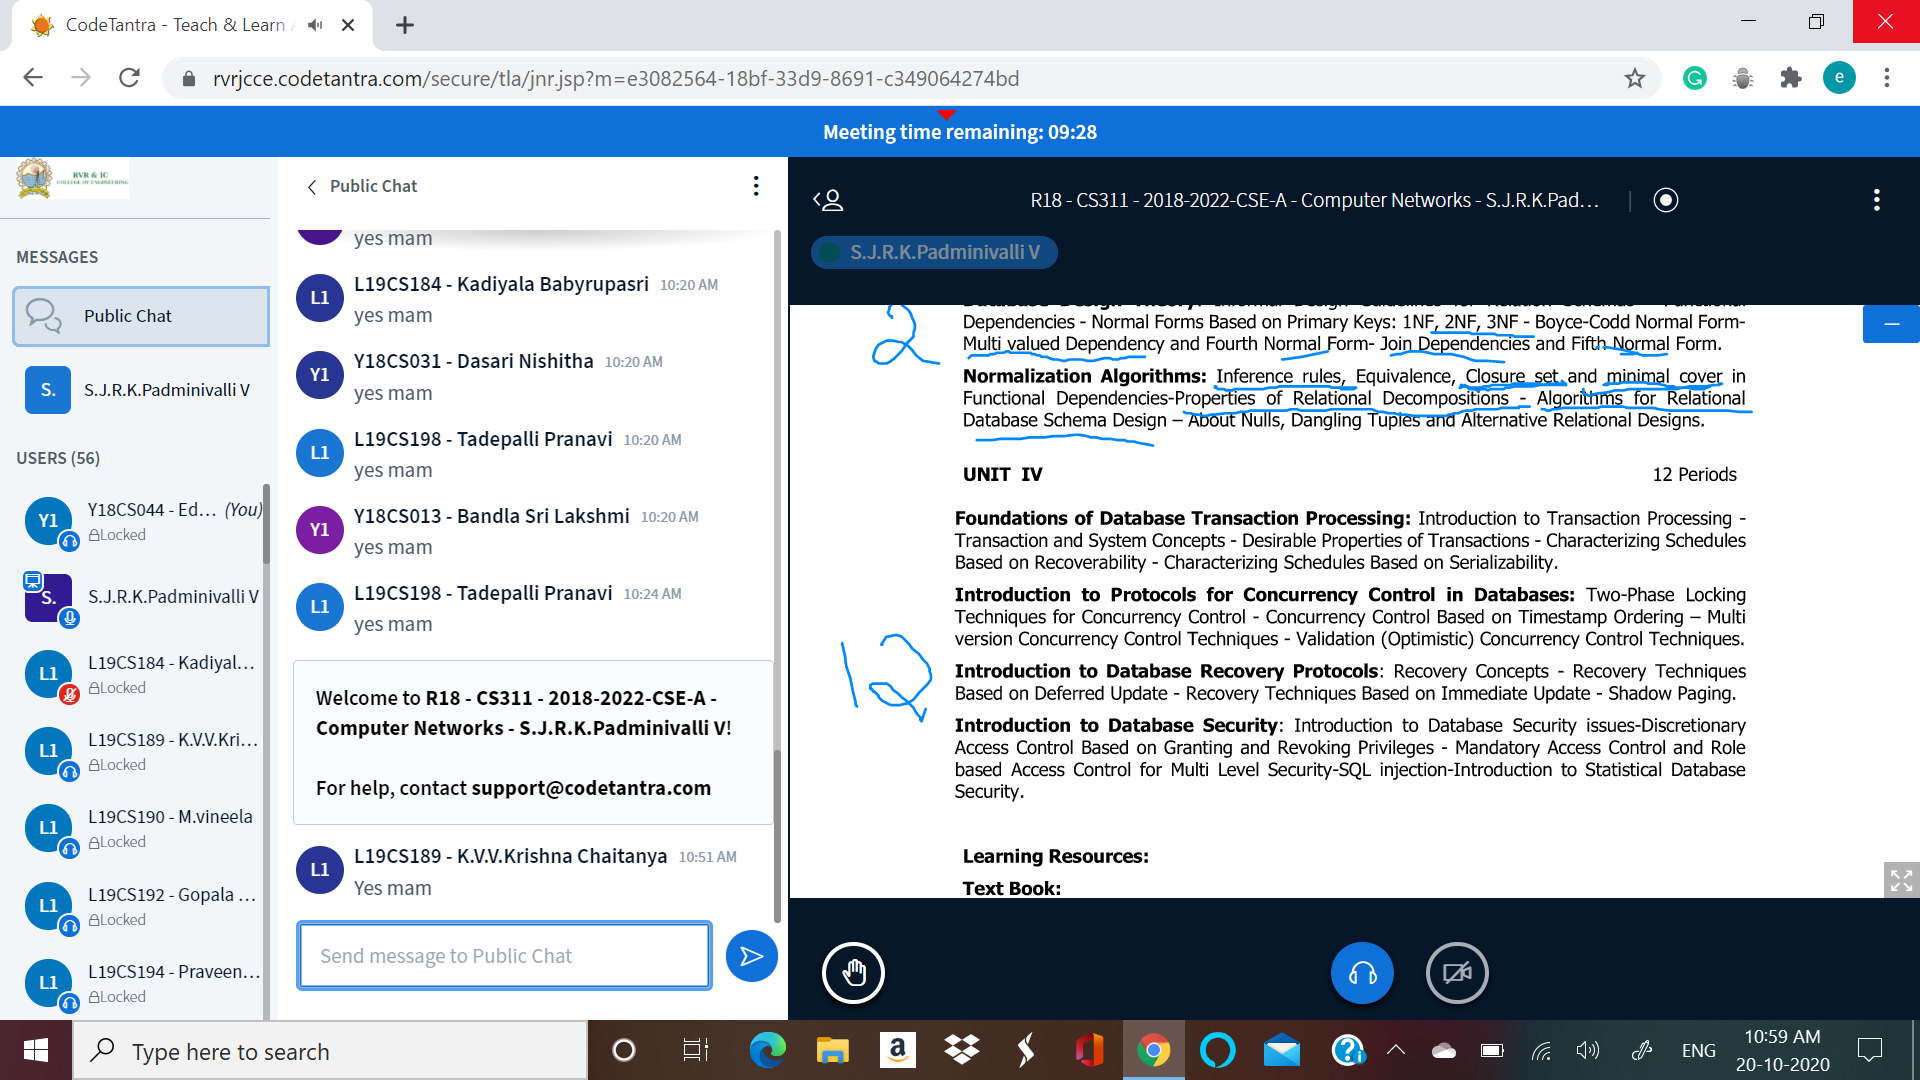 CodeTantra - Teach & Learn
rvrjcce.codetantra.com/secure/tla/jnr.jsp?m=e3082564-18bf-33d9-8691-c349064274bd
e
Meeting time remaining: 09:28
RVR & JC
COLLEGE OF ENGINEERING
MESSAGES
Public Chat
S.
S.J.R.K.Padminivalli V
USERS (56)
Y1
Y18CS044 - Ed... (You)
Locked
S.
S.J.R.K.Padminivalli V
L1
L19CS184 - Kadiyal...
Locked
L1
L19CS189 - K.V.V.Kri...
Locked
L1
L19CS190 - M.vineela
Locked
L1
L19CS192 - Gopala ...
Locked
L1
L19CS194 - Praveen...
Locked
Public Chat
yes mam
L1
L19CS184 - Kadiyala Babyrupasri 10:20 AM
yes mam
Y1
Y18CS031 - Dasari Nishitha 10:20 AM
yes mam
L1
L19CS198 - Tadepalli Pranavi 10:20 AM
yes mam
Y1
Y18CS013 - Bandla Sri Lakshmi 10:20 AM
yes mam
L1
L19CS198 - Tadepalli Pranavi 10:24 AM
yes mam
Welcome to R18 - CS311 - 2018-2022-CSE-A -
Computer Networks - S.J.R.K.Padminivalli V!
For help, contact support@codetantra.com
L1
L19CS189 - K.V.V.Krishna Chaitanya 10:51 AM
Yes mam
Send message to Public Chat
R18 - CS311 - 2018-2022-CSE-A - Computer Networks - S.J.R.K.Pad...
S.J.R.K.Padminivalli V
Database Design Theory: Informal Design Guidelines for Relation Schemas - Functional
Dependencies - Normal Forms Based on Primary Keys: 1NF, 2NF, 3NF - Boyce-Codd Normal Form-
Multi valued Dependency and Fourth Normal Form- Join Dependencies and Fifth Normal Form.
2
Normalization Algorithms: Inference rules, Equivalence, Closure set and minimal cover in
Functional Dependencies-Properties of Relational Decompositions - Algorithms for Relational
Database Schema Design – About Nulls, Dangling Tuples and Alternative Relational Designs.
UNIT IV 12 Periods
Foundations of Database Transaction Processing: Introduction to Transaction Processing -
Transaction and System Concepts - Desirable Properties of Transactions - Characterizing Schedules
Based on Recoverability - Characterizing Schedules Based on Serializability.
Introduction to Protocols for Concurrency Control in Databases: Two-Phase Locking
Techniques for Concurrency Control - Concurrency Control Based on Timestamp Ordering – Multi
version Concurrency Control Techniques - Validation (Optimistic) Concurrency Control Techniques.
12
Introduction to Database Recovery Protocols: Recovery Concepts - Recovery Techniques
Based on Deferred Update - Recovery Techniques Based on Immediate Update - Shadow Paging.
Introduction to Database Security: Introduction to Database Security issues-Discretionary
Access Control Based on Granting and Revoking Privileges - Mandatory Access Control and Role
based Access Control for Multi Level Security-SQL injection-Introduction to Statistical Database
Security.
Learning Resources:
Text Book:
Type here to search
ENG
10:59 AM
20-10-2020